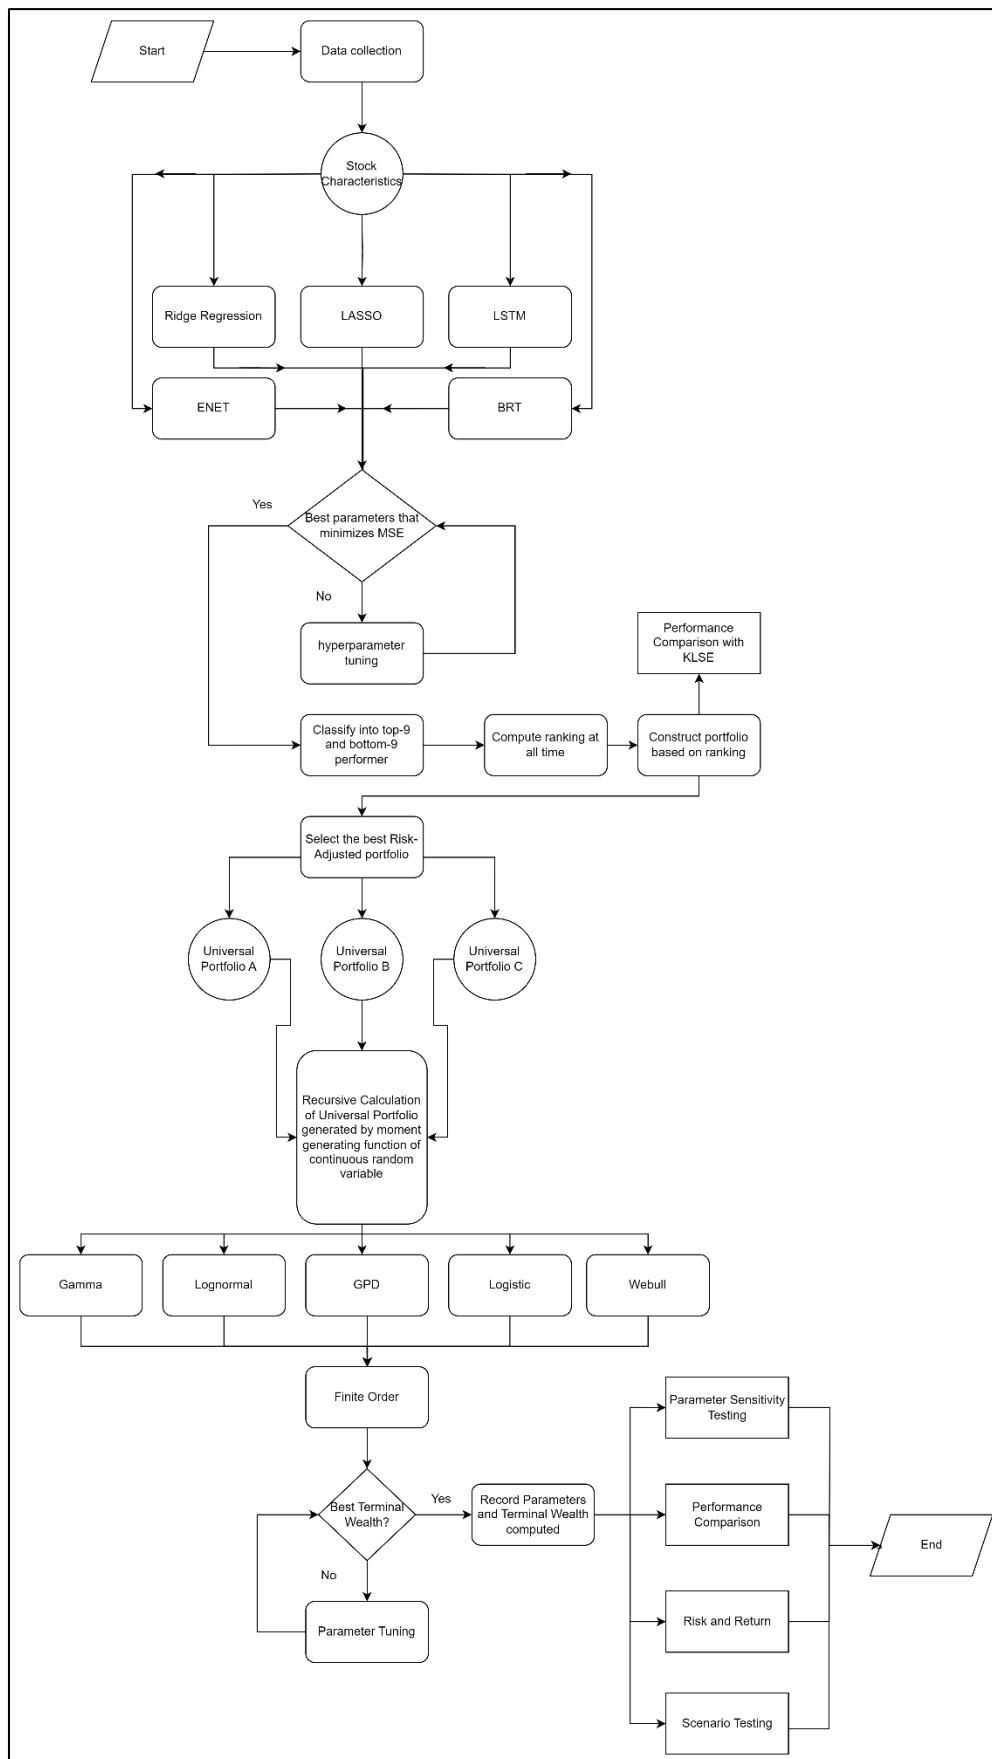 Start
Data collection
Stock
Characteristics
Ridge Regression
LASSO
LSTM
ENET
BRT
Yes
Best parameters that
minimizes MSE
No
hyperparameter
tuning
Performance
Comparison with
KLSE
Classify into top-9
and bottom-9
performer
Compute ranking at
all time
Construct portfolio
based on ranking
Select the best Risk-
Adjusted portfolio
Universal
Portfolio A
Universal
Portfolio B
Universal
Portfolio C
Recursive Calculation
of Universal Portfolio
generated by moment
generating function of
continuous random
variable
Gamma
Lognormal
GPD
Logistic
Webull
Finite Order
Best Terminal
Wealth?
Yes
No
Parameter Tuning
Record Parameters
and Terminal Wealth
computed
Parameter Sensitivity
Testing
Performance
Comparison
Risk and Return
Scenario Testing
End